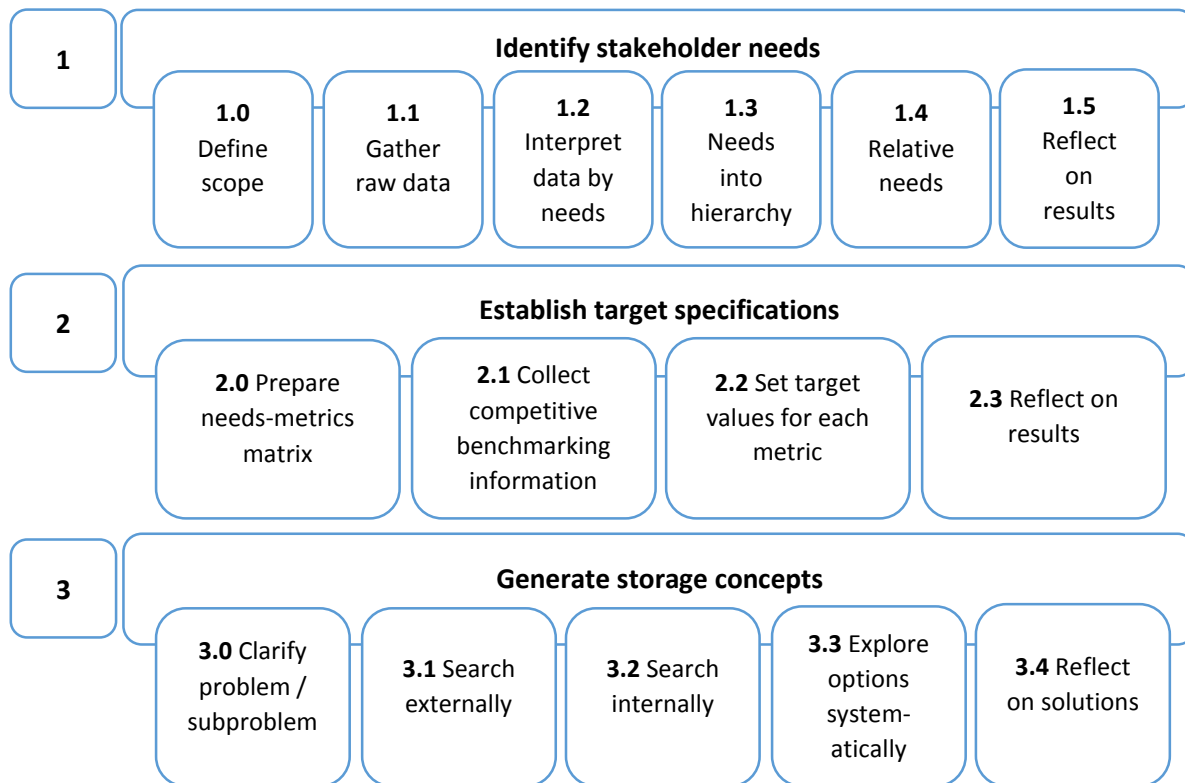 1
Identify stakeholder needs
1.0
Define
scope
1.1
Gather
raw data
1.2
Interpret
data by
needs
1.3
Needs
into
hierarchy
1.4
Relative
needs
1.5
Reflect
on
results
2
Establish target specifications
2.0 Prepare
needs-metrics
matrix
2.1 Collect
competitive
benchmarking
information
2.2 Set target
values for each
metric
2.3 Reflect on
results
3
Generate storage concepts
3.0 Clarify
problem /
subproblem
3.1 Search
externally
3.2 Search
internally
3.3 Explore
options
system-
atically
3.4 Reflect
on solutions